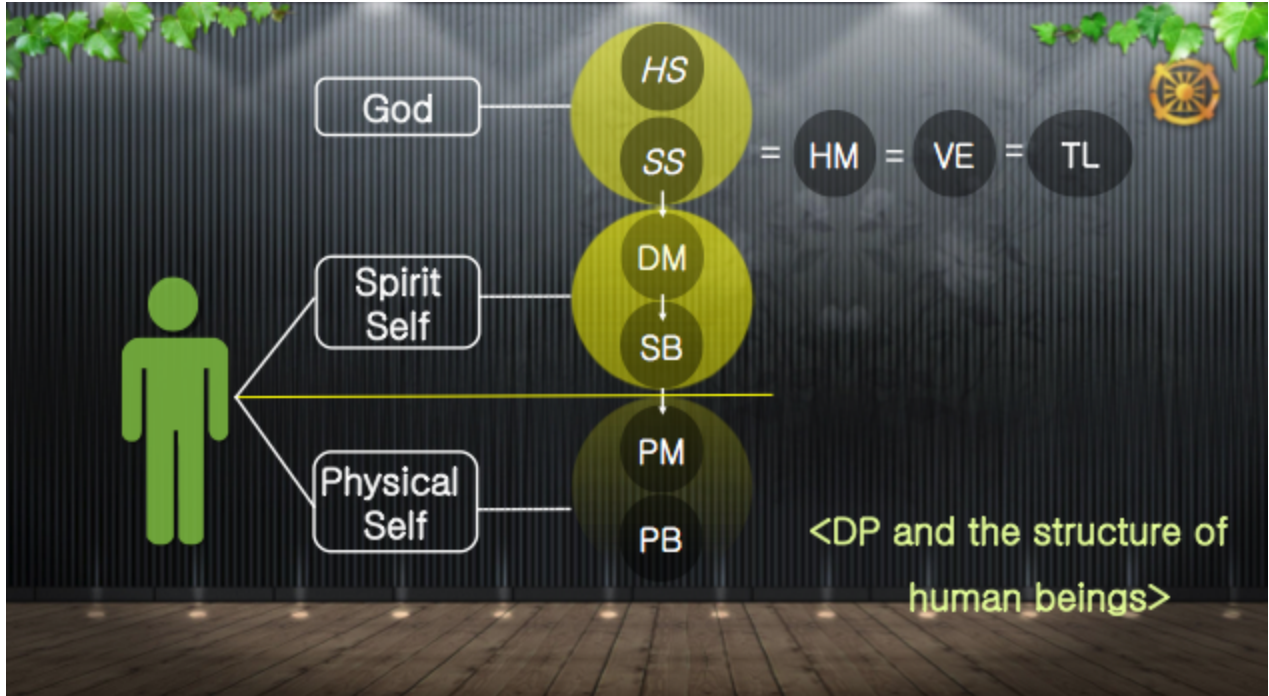 HS
God
SS
= HM = VE = TL
DM
Spirit
Self
SB
PM
Physical
Self
PB
<DP and the structure of
human beings>